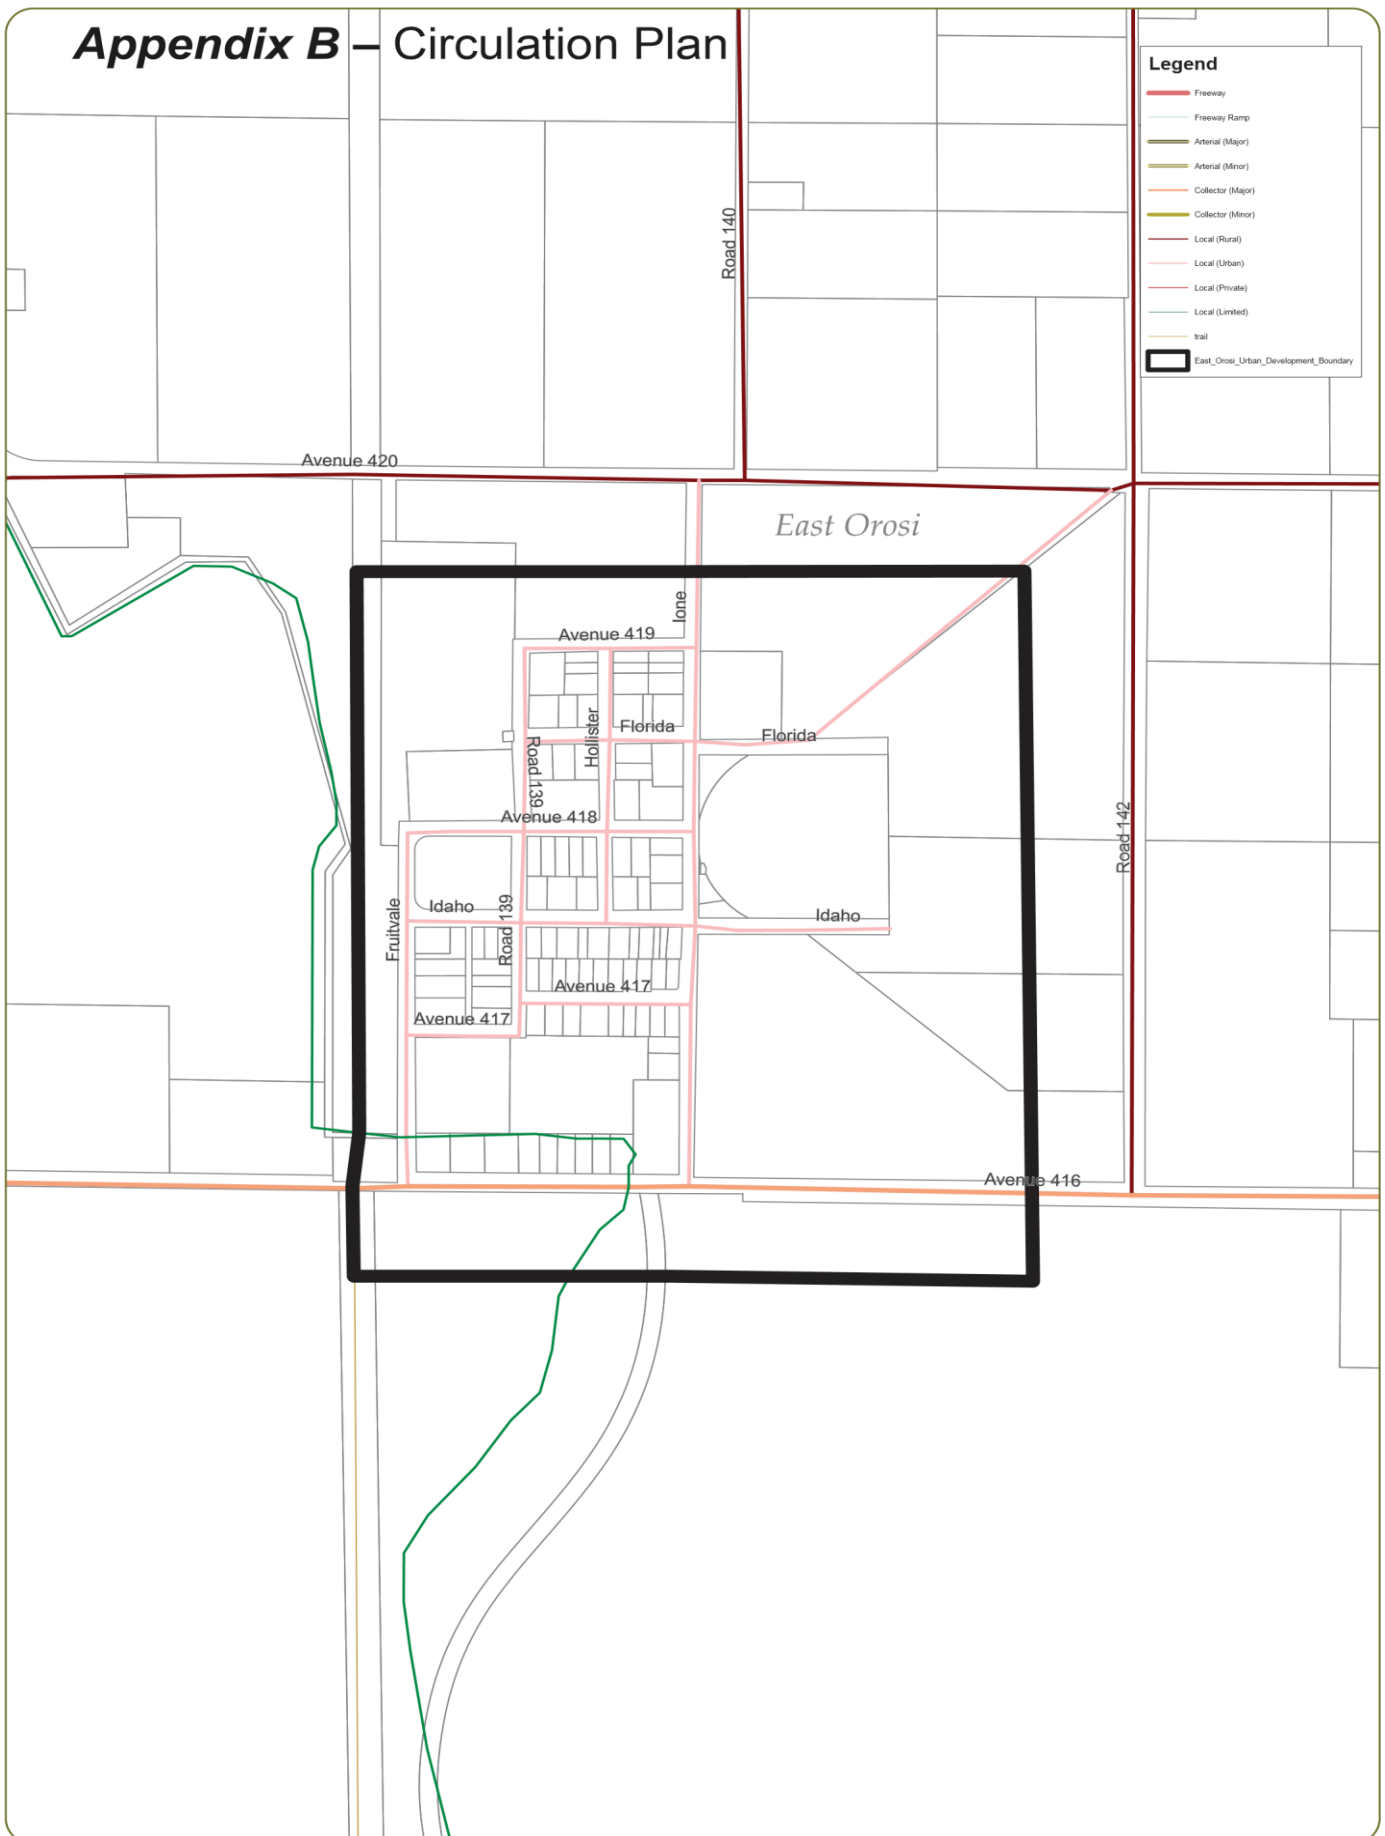 Appendix B – Circulation Plan
Legend
Freeway
Freeway Ramp
Arterial (Major)
Arterial (Minor)
Collector (Major)
Collector (Minor)
Local (Rural)
Local (Urban)
Local (Private)
Local (Limited)
trail
East_Orosi_Urban_Development_Boundary
Road 140
Avenue 420
East Orosi
Ione
Avenue 419
Hollister
Florida
Florida
Road 139
Avenue 418
Road 142
Fruitvale
Idaho
Road 139
Idaho
Avenue 417
Avenue 417
Avenue 416